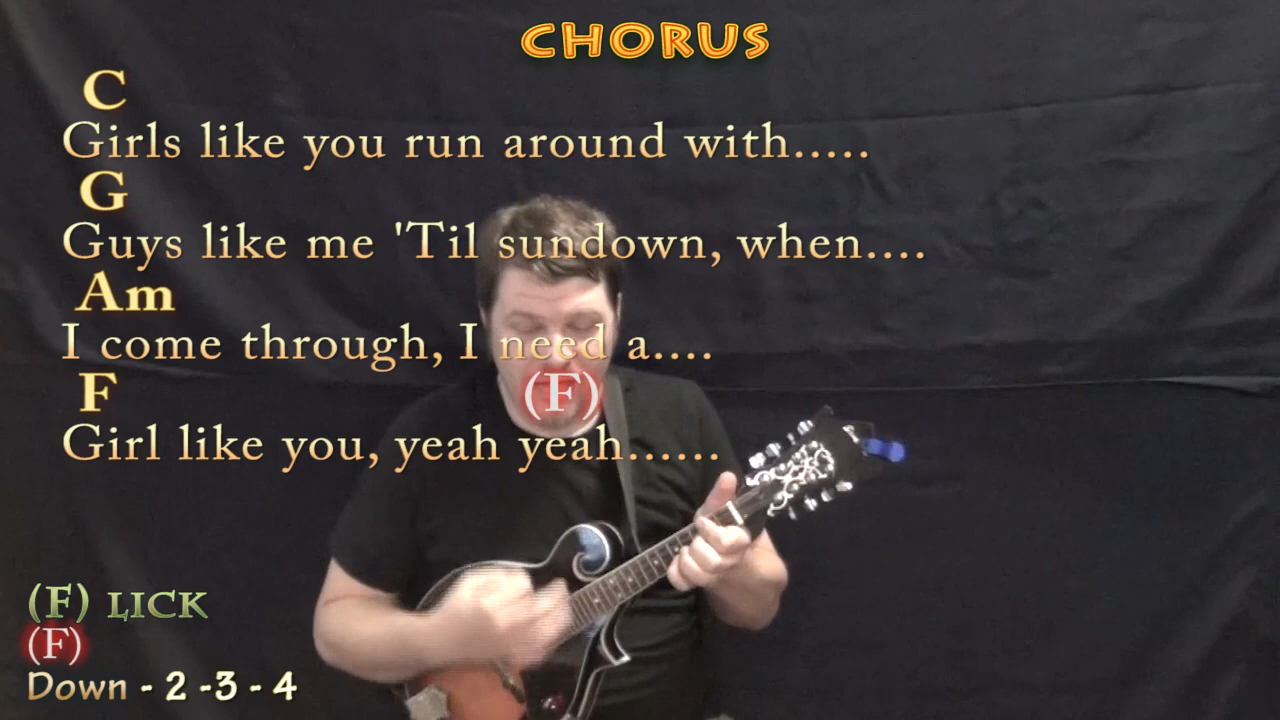 CHORUS
C
Girls like you run around with.....
G
Guys like me 'Til sundown, when....
Am
I come through, I need a....
F (F)
Girl like you, yeah yeah......
(F) LICK
(F)
Down - 2 -3 - 4